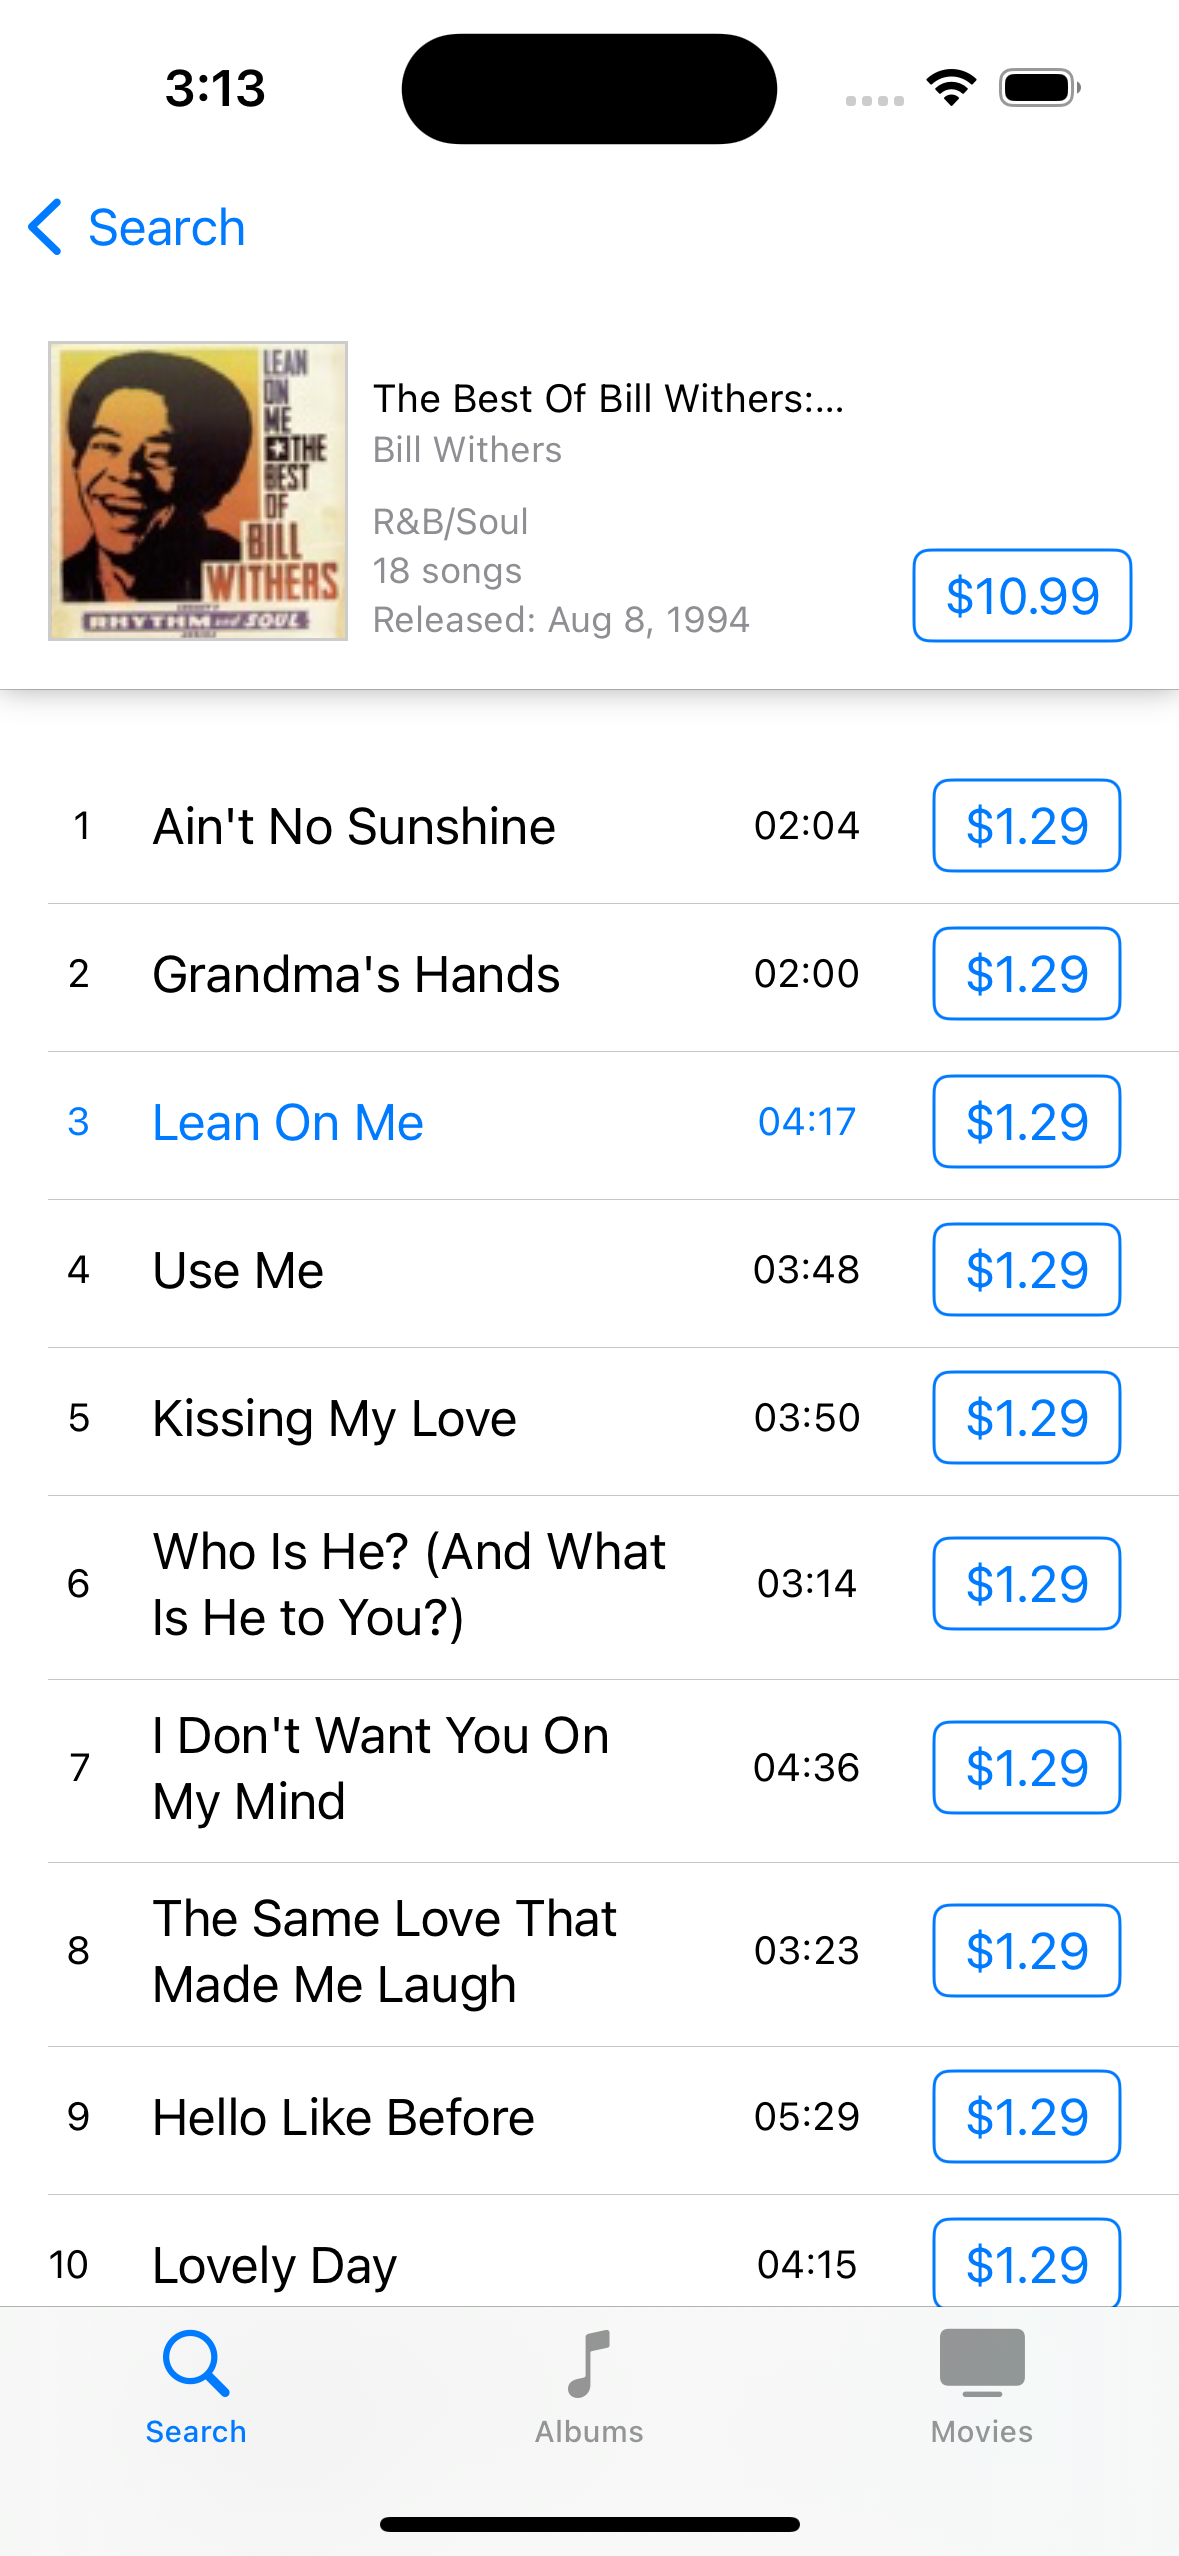 3:13
Search
LEAN
ON
ME
THE
BEST
OF
BILL
WITHERS
RHYTHM and SOUL
The Best Of Bill Withers:...
Bill Withers
R&B/Soul
18 songs
Released: Aug 8, 1994
$10.99
1 Ain't No Sunshine 02:04 $1.29
2 Grandma's Hands 02:00 $1.29
3 Lean On Me 04:17 $1.29
4 Use Me 03:48 $1.29
5 Kissing My Love 03:50 $1.29
6 Who Is He? (And What
Is He to You?) 03:14 $1.29
7 I Don't Want You On
My Mind 04:36 $1.29
8 The Same Love That
Made Me Laugh 03:23 $1.29
9 Hello Like Before 05:29 $1.29
10 Lovely Day 04:15 $1.29
Search Albums Movies